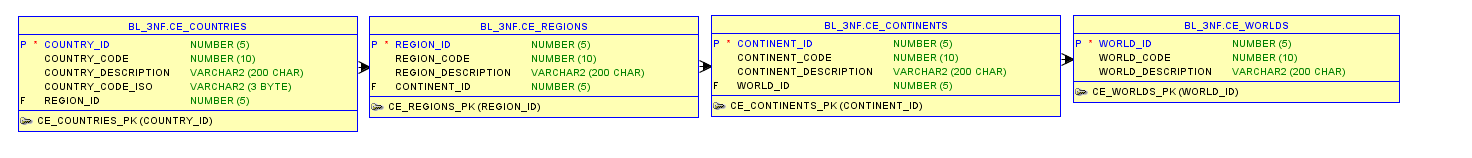 BL_3NF.CE_COUNTRIES
P * COUNTRY_ID NUMBER (5)
COUNTRY_CODE NUMBER (10)
COUNTRY_DESCRIPTION VARCHAR2 (200 CHAR)
COUNTRY_CODE_ISO VARCHAR2 (3 BYTE)
F REGION_ID NUMBER (5)
CE_COUNTRIES_PK (COUNTRY_ID)
BL_3NF.CE_REGIONS
P * REGION_ID NUMBER (5)
REGION_CODE NUMBER (10)
REGION_DESCRIPTION VARCHAR2 (200 CHAR)
F CONTINENT_ID NUMBER (5)
CE_REGIONS_PK (REGION_ID)
BL_3NF.CE_CONTINENTS
P * CONTINENT_ID NUMBER (5)
CONTINENT_CODE NUMBER (10)
CONTINENT_DESCRIPTION VARCHAR2 (200 CHAR)
F WORLD_ID NUMBER (5)
CE_CONTINENTS_PK (CONTINENT_ID)
BL_3NF.CE_WORLDS
P * WORLD_ID NUMBER (5)
WORLD_CODE NUMBER (10)
WORLD_DESCRIPTION VARCHAR2 (200 CHAR)
CE_WORLDS_PK (WORLD_ID)